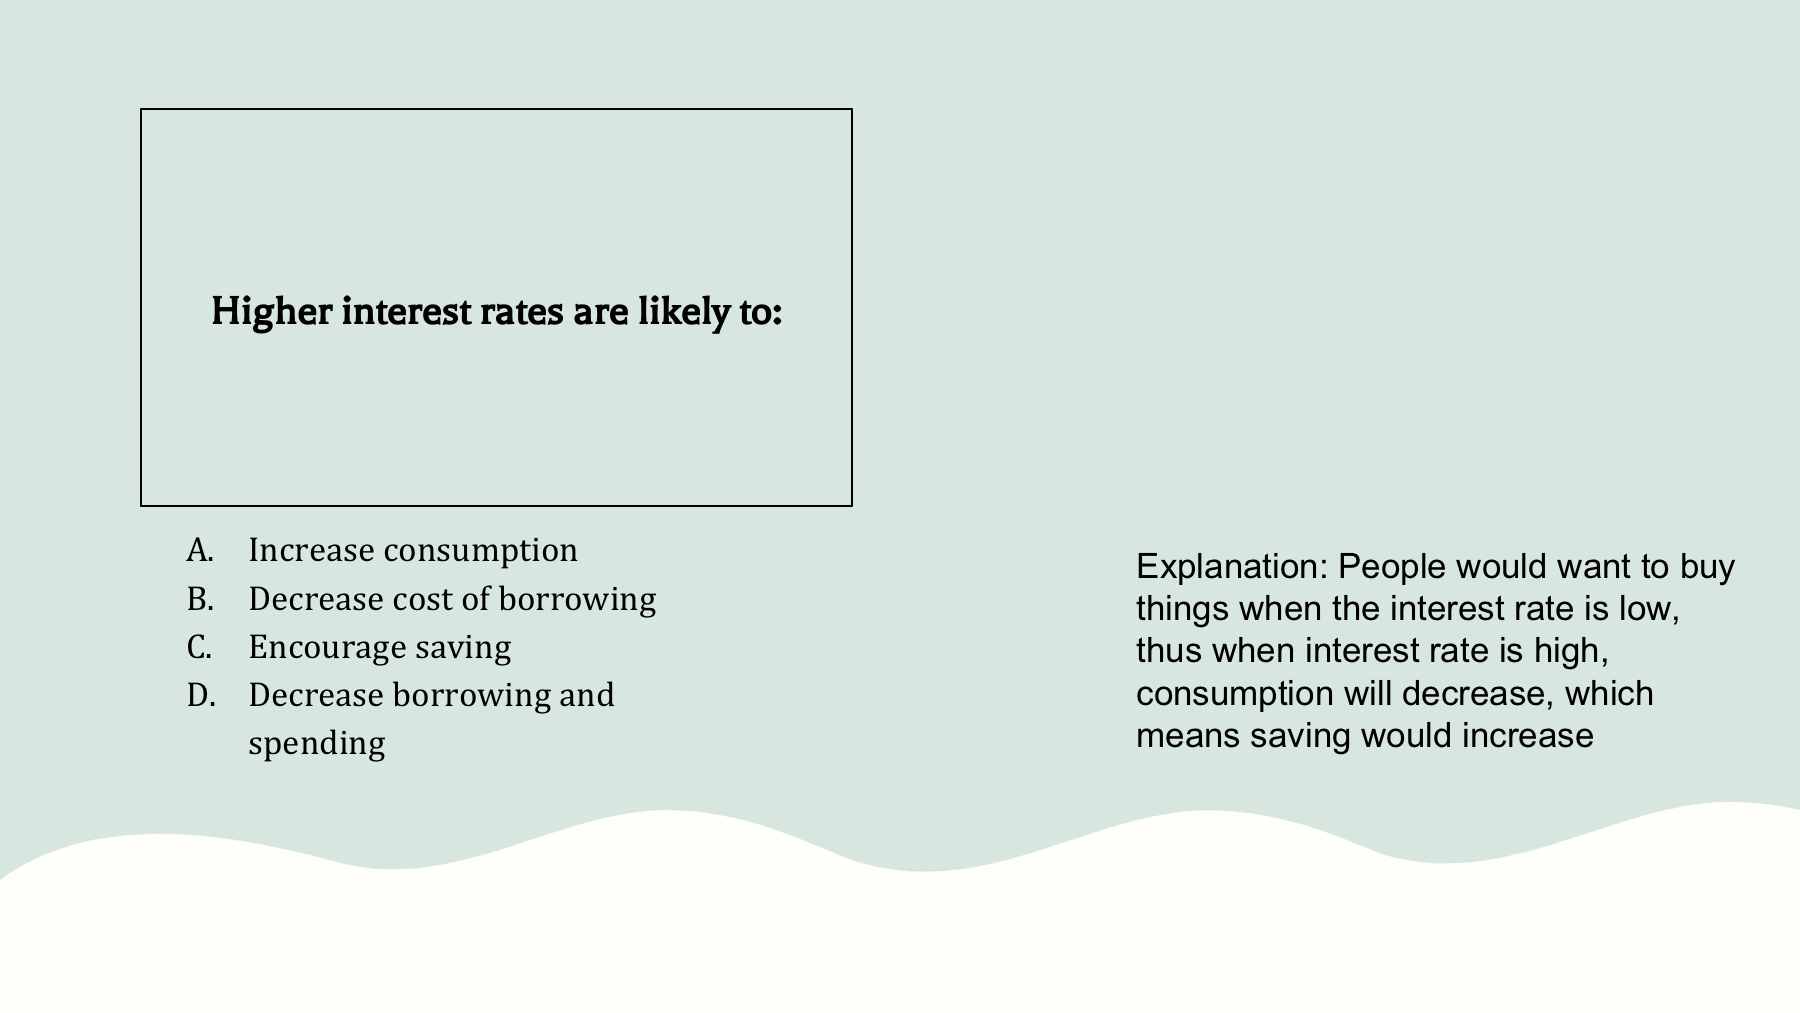 Higher interest rates are likely to:
A. Increase consumption
B. Decrease cost of borrowing
C. Encourage saving
D. Decrease borrowing and
spending
Explanation: People would want to buy
things when the interest rate is low,
thus when interest rate is high,
consumption will decrease, which
means saving would increase